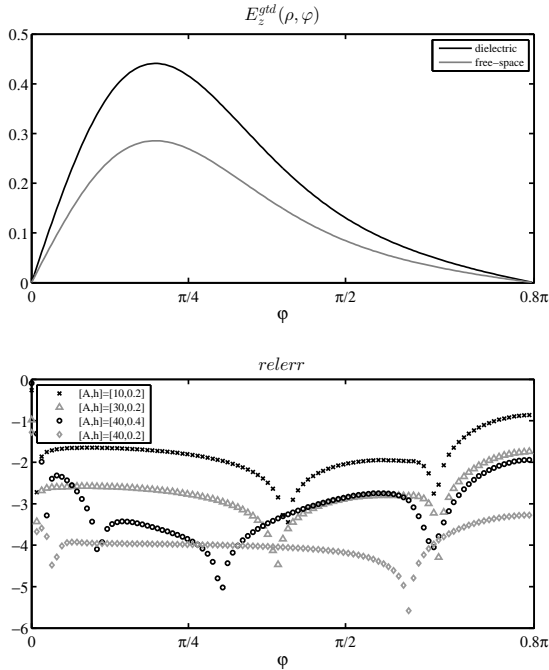 E_z^{gtd}(ρ, φ)
0.5
0.4
0.3
0.2
0.1
0
dielectric
free−space
0
π/4
π/2
0.8π
φ
relerr
0
−1
−2
−3
−4
−5
−6
[A,h]=[10,0.2]
[A,h]=[30,0.2]
[A,h]=[40,0.4]
[A,h]=[40,0.2]
0
π/4
π/2
0.8π
φ